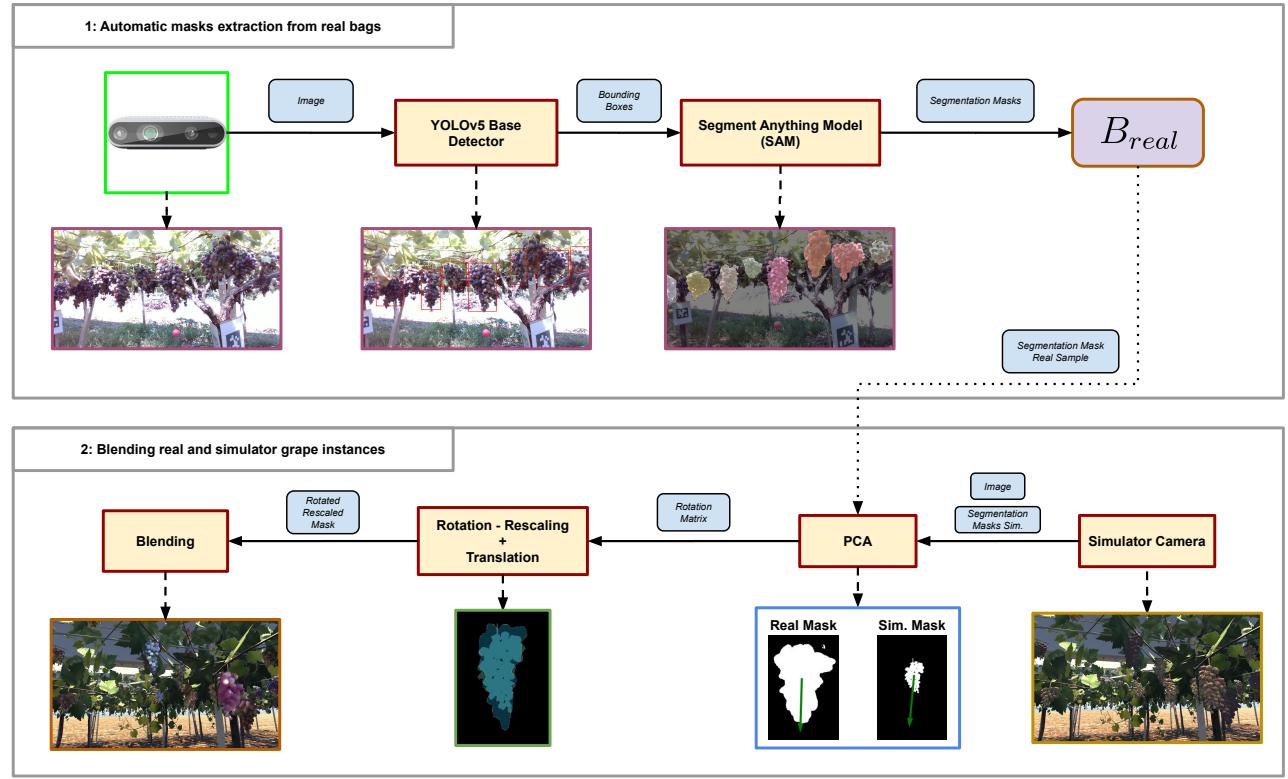 1: Automatic masks extraction from real bags
Image
Bounding
Boxes
Segmentation Masks
YOLOv5 Base
Detector
Segment Anything Model
(SAM)
B_real
Segmentation Mask
Real Sample
2: Blending real and simulator grape instances
Rotated
Rescaled
Mask
Rotation
Matrix
Image
Segmentation
Masks Sim.
Blending
Rotation - Rescaling
+
Translation
PCA
Simulator Camera
Real Mask
Sim. Mask